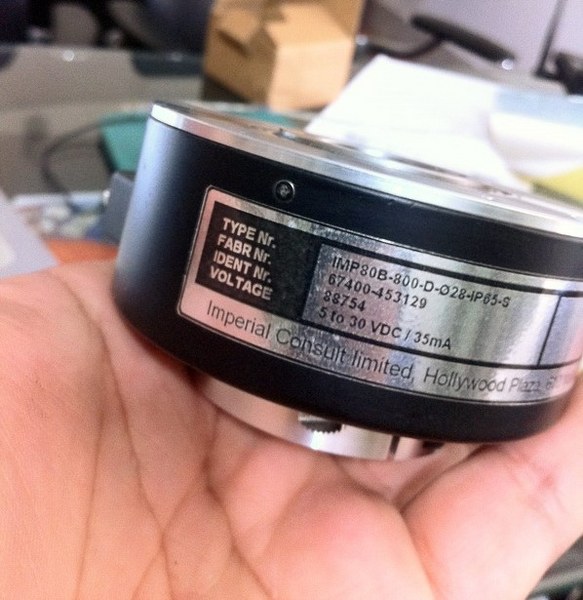 TYPE Nr. IMP80B-800-D-Ø28-IP65-S
FABR Nr. 67400-453129
IDENT Nr. 88754
VOLTAGE 5 to 30 VDC / 35mA
Imperial Consult limited, Hollywood Plaza,